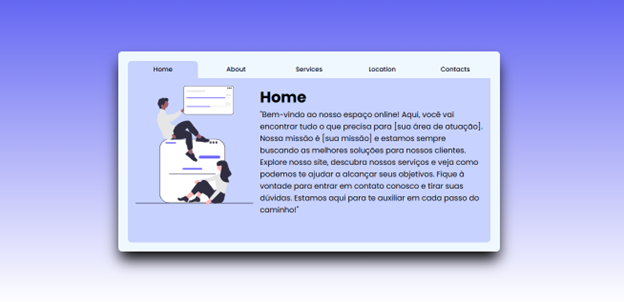 Home
About
Services
Location
Contacts
Home
"Bem-vindo ao nosso espaço online! Aqui, você vai
encontrar tudo o que precisa para [sua área de atuação].
Nossa missão é [sua missão] e estamos sempre
buscando as melhores soluções para nossos clientes.
Explore nosso site, descubra nossos serviços e veja como
podemos te ajudar a alcançar seus objetivos. Fique à
vontade para entrar em contato conosco e tirar suas
dúvidas. Estamos aqui para te auxiliar em cada passo do
caminho!"